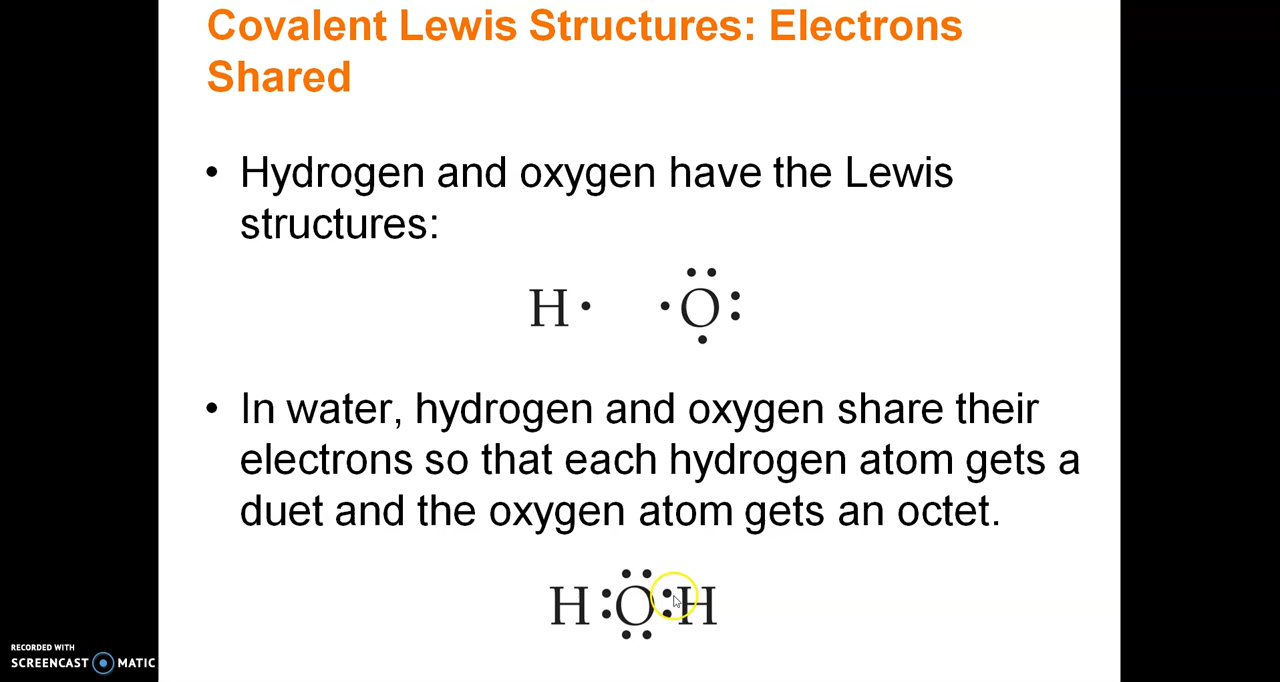 Covalent Lewis Structures: Electrons
Shared
• Hydrogen and oxygen have the Lewis
structures:
H· ·O:
• In water, hydrogen and oxygen share their
electrons so that each hydrogen atom gets a
duet and the oxygen atom gets an octet.
H:O:H
RECORDED WITH
SCREENCAST MATIC